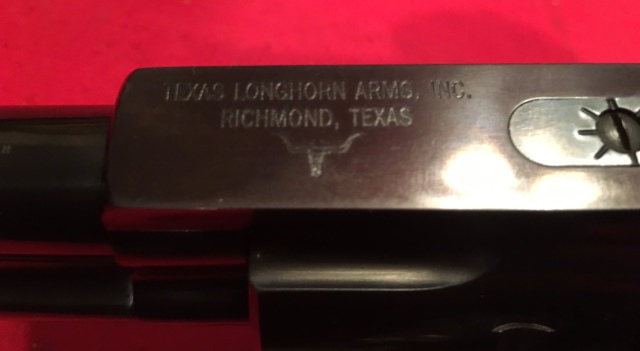 TEXAS LONGHORN ARMS, INC.
RICHMOND, TEXAS